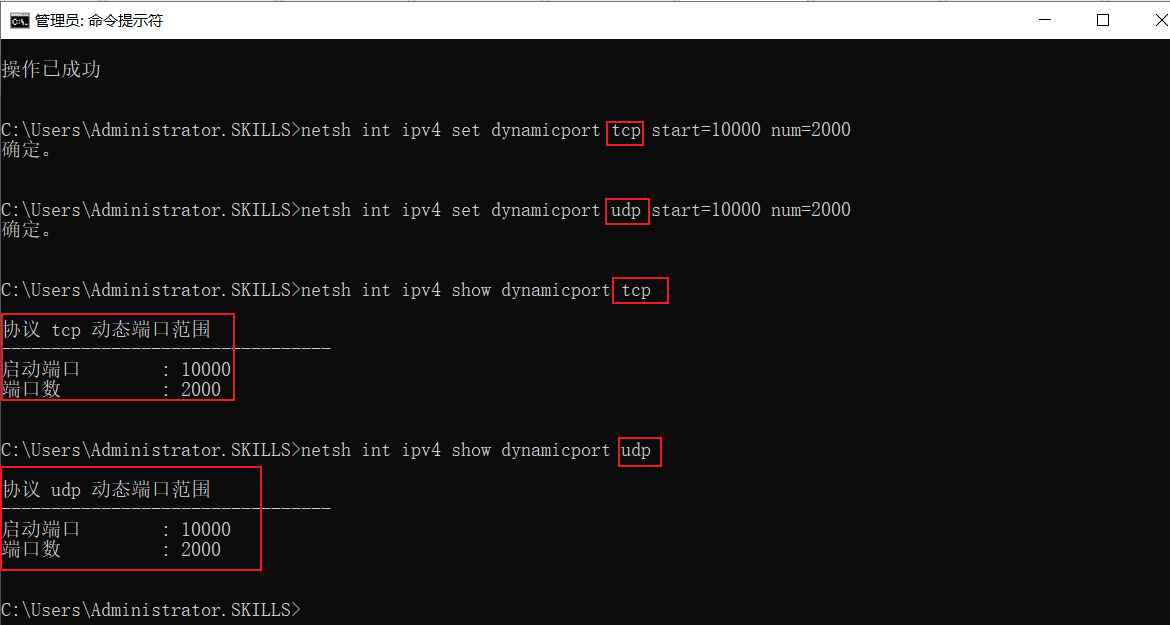 管理员: 命令提示符
操作已成功
C:\Users\Administrator.SKILLS>netsh int ipv4 set dynamicport tcp start=10000 num=2000
确定。
C:\Users\Administrator.SKILLS>netsh int ipv4 set dynamicport udp start=10000 num=2000
确定。
C:\Users\Administrator.SKILLS>netsh int ipv4 show dynamicport tcp
协议 tcp 动态端口范围
---------------------------------
启动端口 : 10000
端口数 : 2000
C:\Users\Administrator.SKILLS>netsh int ipv4 show dynamicport udp
协议 udp 动态端口范围
---------------------------------
启动端口 : 10000
端口数 : 2000
C:\Users\Administrator.SKILLS>